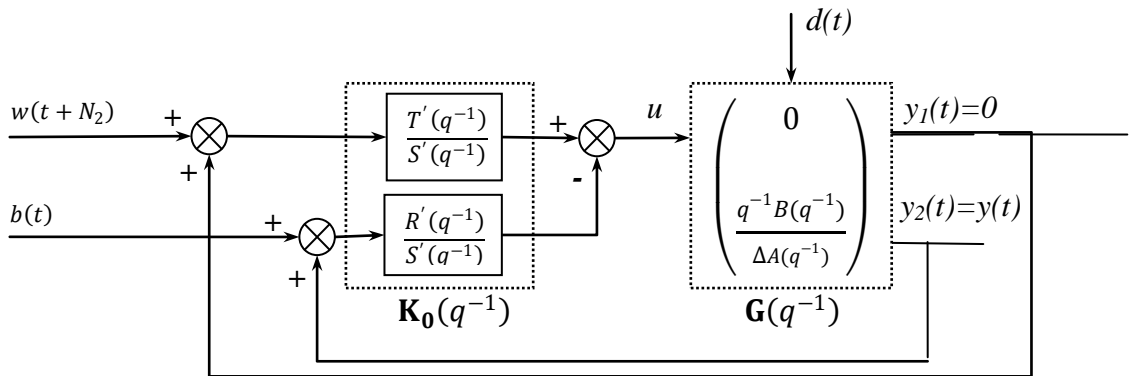 d(t)
w(t + N₂)
+
T′(q⁻¹)
S′(q⁻¹)
+
u
0
y₁(t)=0
+
-
b(t)
+
R′(q⁻¹)
S′(q⁻¹)
q⁻¹B(q⁻¹)
ΔA(q⁻¹)
y₂(t)=y(t)
+
K₀(q⁻¹)
G(q⁻¹)